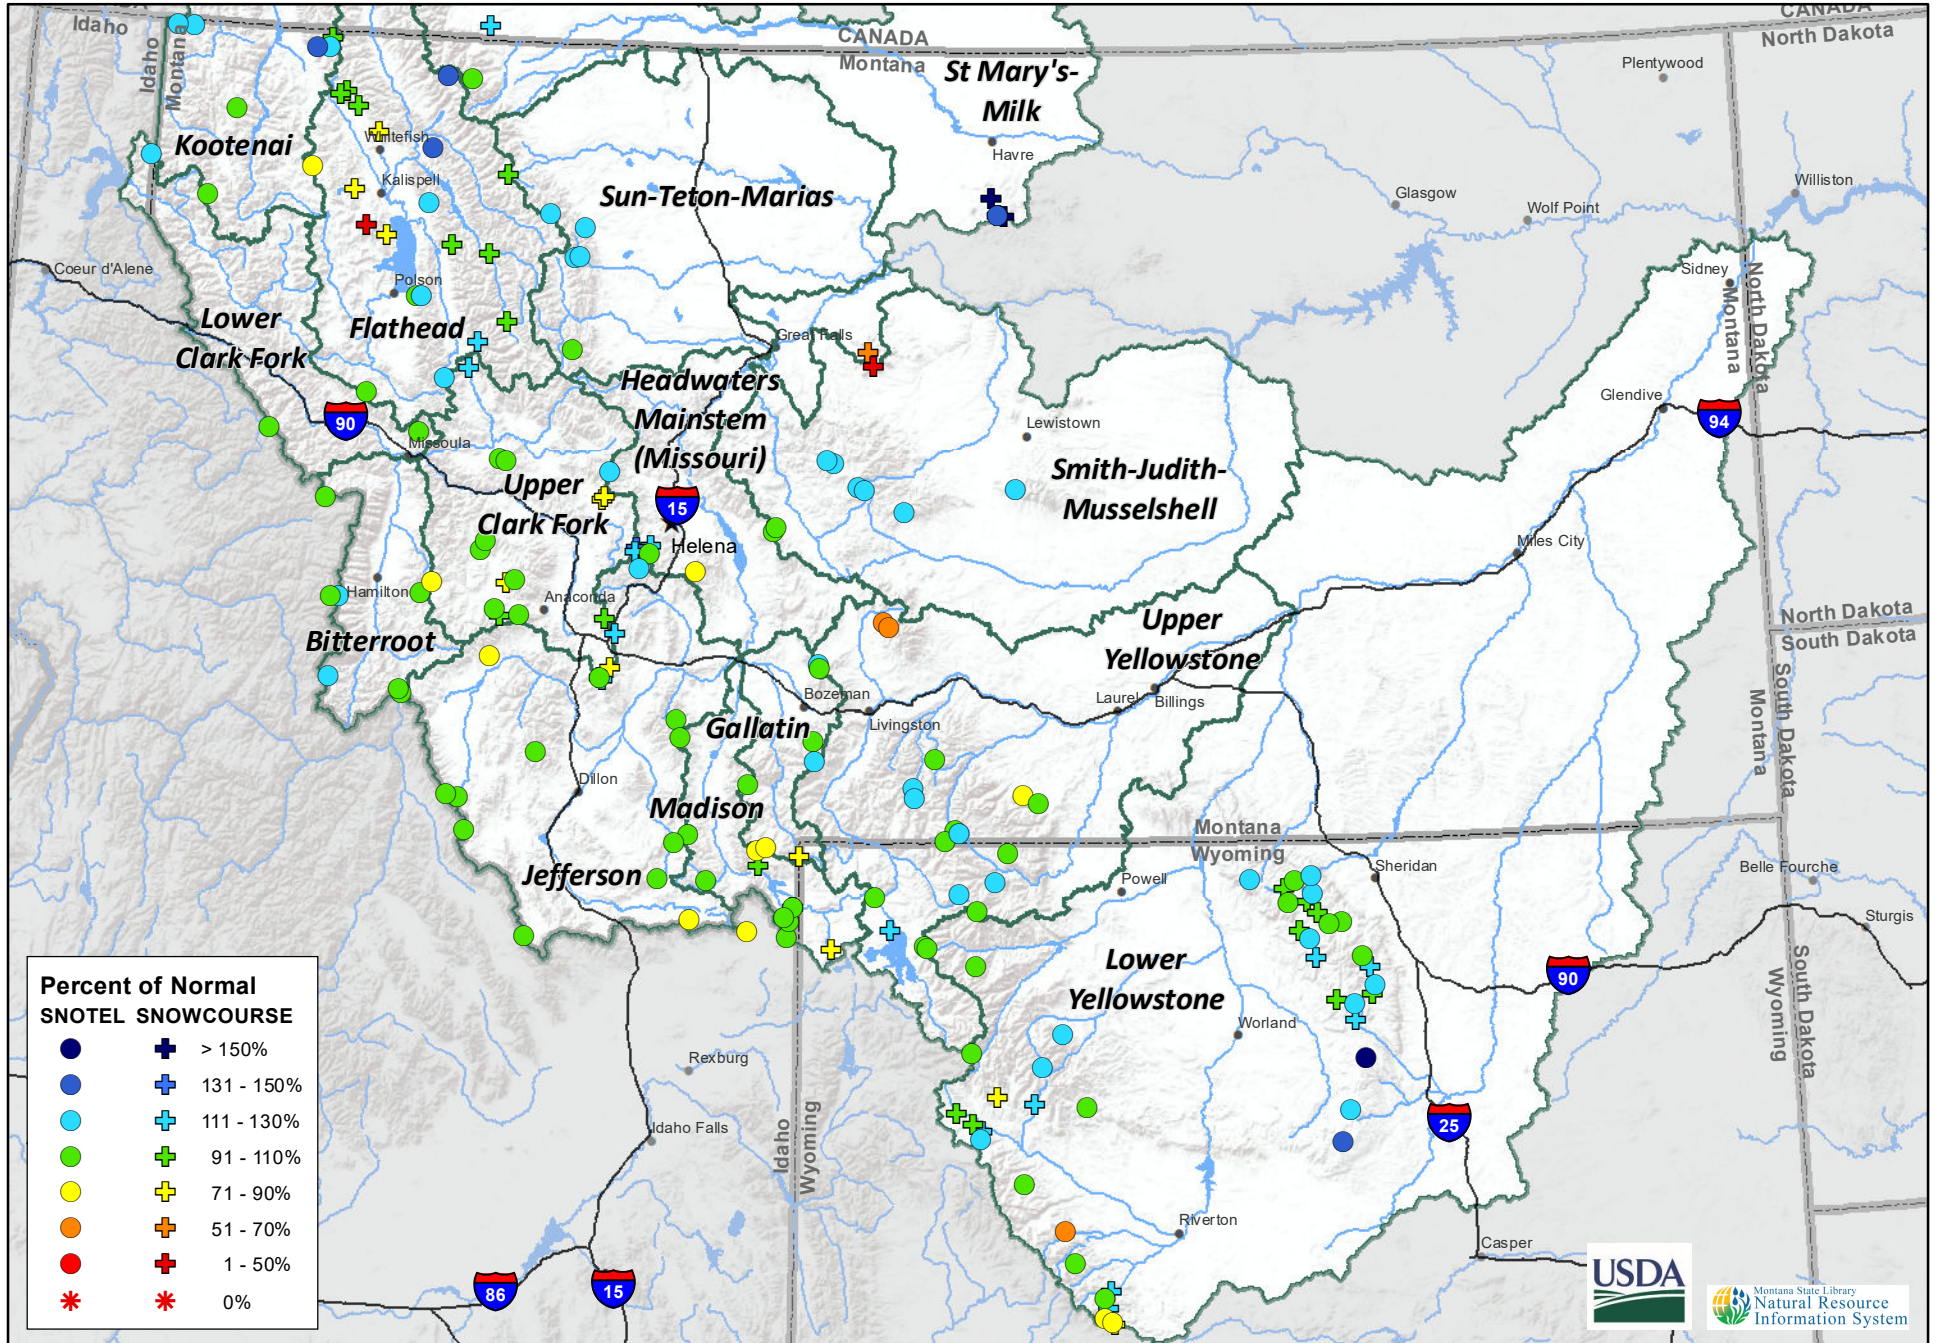 Idaho
CANADA
North Dakota
CANADA
Montana
Idaho
Montana
St Mary's-
Milk
Plentywood
Kootenai
Whitefish
Havre
Kalispell
Sun-Teton-Marias
Glasgow
Wolf Point
Williston
Coeur d'Alene
Polson
Sidney
Montana
North Dakota
Lower
Clark Fork
Flathead
Great Falls
Headwaters
Mainstem
(Missouri)
Glendive
90
94
Missoula
Lewistown
Upper
Clark Fork
15
Smith-Judith-
Musselshell
Helena
Miles City
Hamilton
Anaconda
Bitterroot
Upper
Yellowstone
North Dakota
South Dakota
Bozeman
Livingston
Laurel
Billings
Montana
South Dakota
Gallatin
Dillon
Madison
Montana
Wyoming
Jefferson
Powell
Sheridan
Belle Fourche
Sturgis
Lower
Yellowstone
90
South Dakota
Wyoming
Worland
Rexburg
Idaho Falls
Idaho
Wyoming
25
Riverton
Casper
86
15
Percent of Normal
SNOTEL SNOWCOURSE
> 150%
131 - 150%
111 - 130%
91 - 110%
71 - 90%
51 - 70%
1 - 50%
0%
USDA
Montana State Library
Natural Resource
Information System